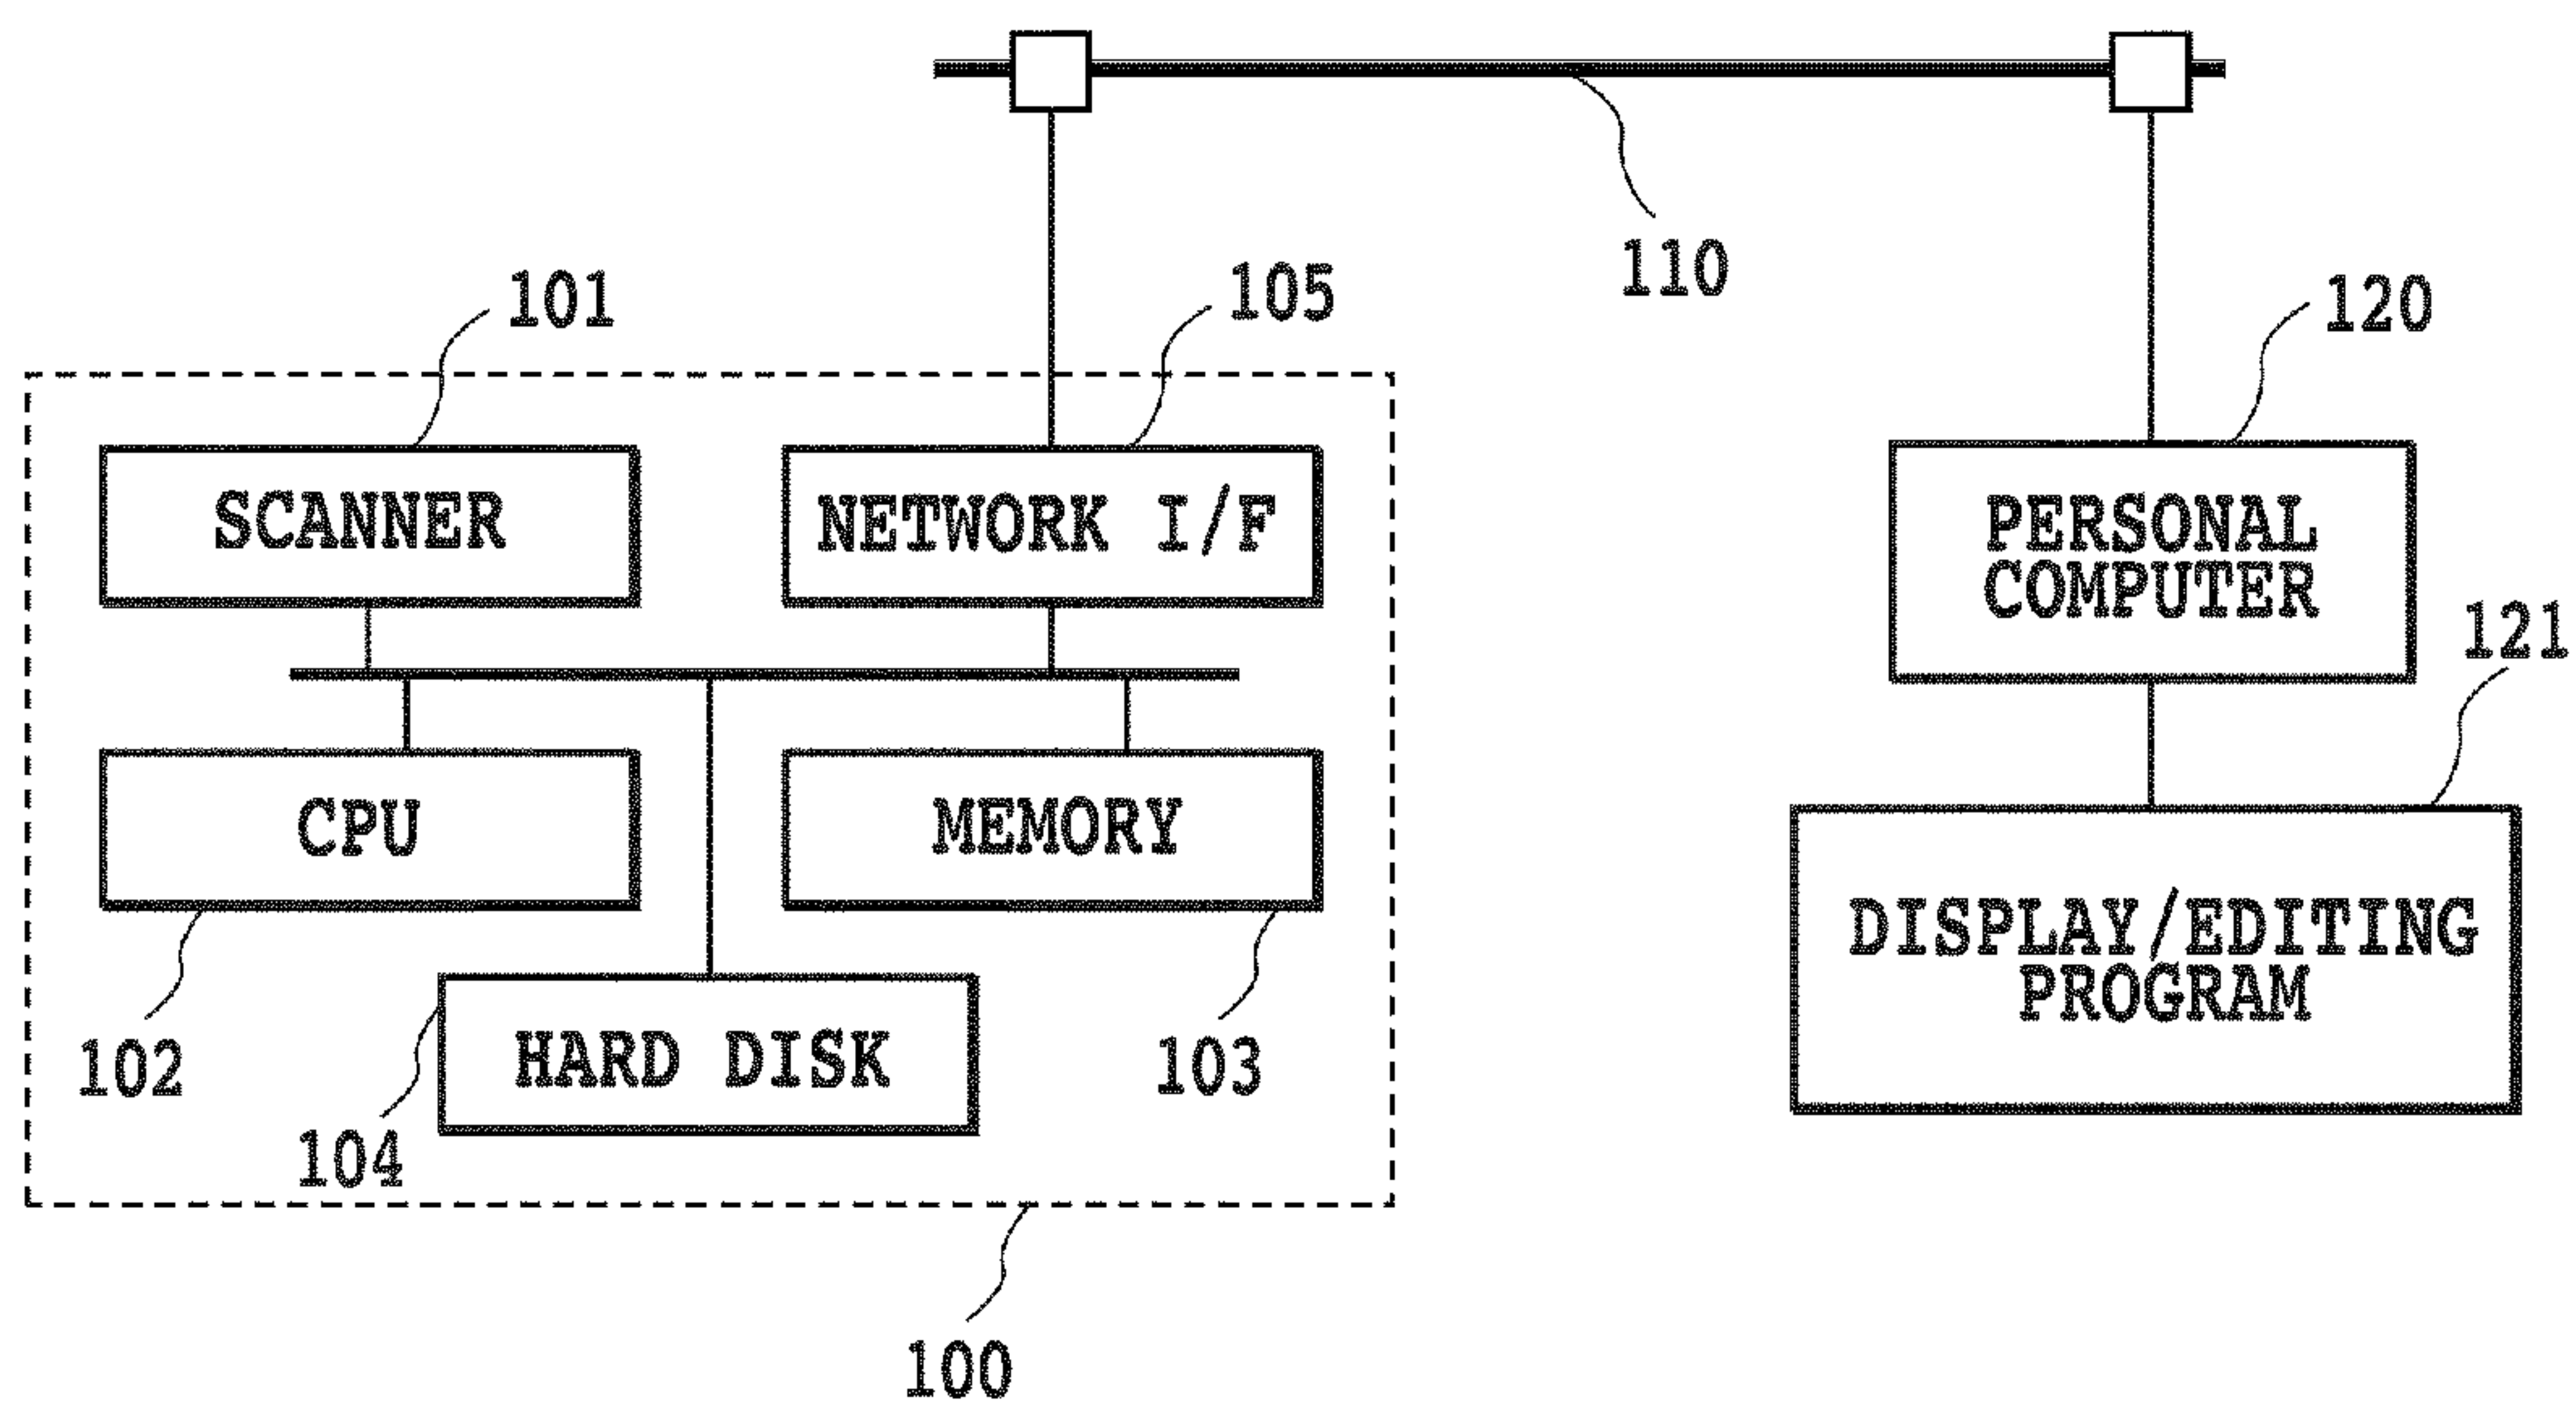 110
101
105
120
SCANNER
NETWORK I/F
PERSONAL
COMPUTER
121
CPU
MEMORY
DISPLAY/EDITING
PROGRAM
102
HARD DISK
103
104
100